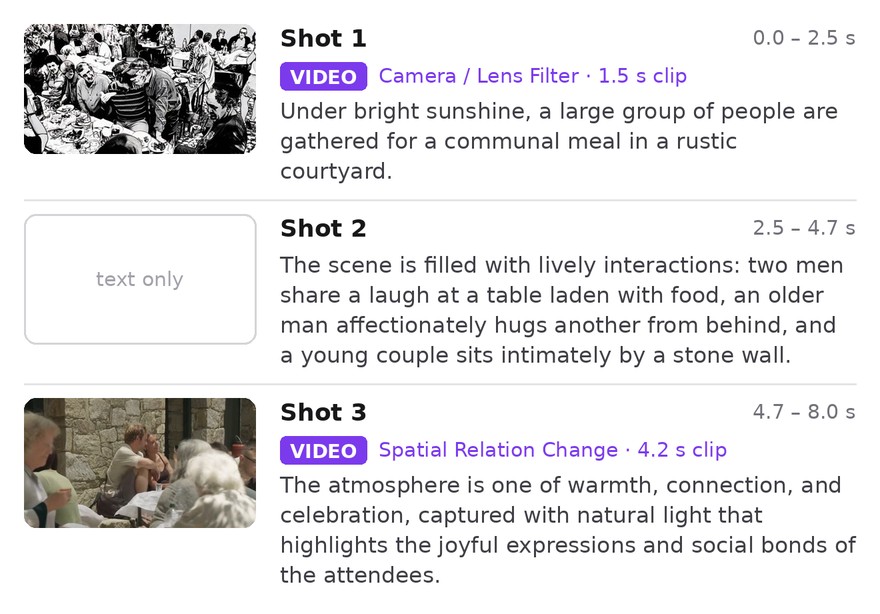 Shot 1
0.0 – 2.5 s
VIDEO Camera / Lens Filter · 1.5 s clip
Under bright sunshine, a large group of people are
gathered for a communal meal in a rustic
courtyard.
text only
Shot 2
2.5 – 4.7 s
The scene is filled with lively interactions: two men
share a laugh at a table laden with food, an older
man affectionately hugs another from behind, and
a young couple sits intimately by a stone wall.
Shot 3
4.7 – 8.0 s
VIDEO Spatial Relation Change · 4.2 s clip
The atmosphere is one of warmth, connection, and
celebration, captured with natural light that
highlights the joyful expressions and social bonds of
the attendees.